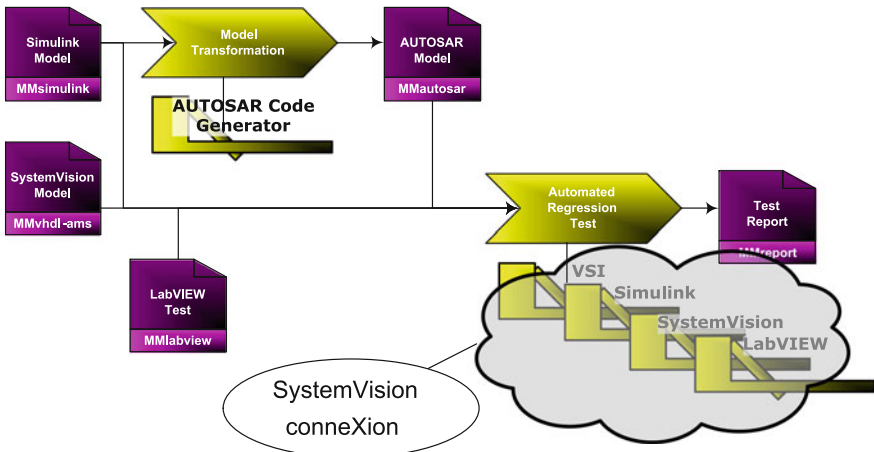 Simulink
Model
MMsimulink
Model
Transformation
AUTOSAR
Model
MMautosar
AUTOSAR Code
Generator
SystemVision
Model
MMvhdl-ams
Automated
Regression
Test
Test
Report
MMreport
LabVIEW
Test
MMlabview
VSI
Simulink
SystemVision
LabVIEW
SystemVision
conneXion